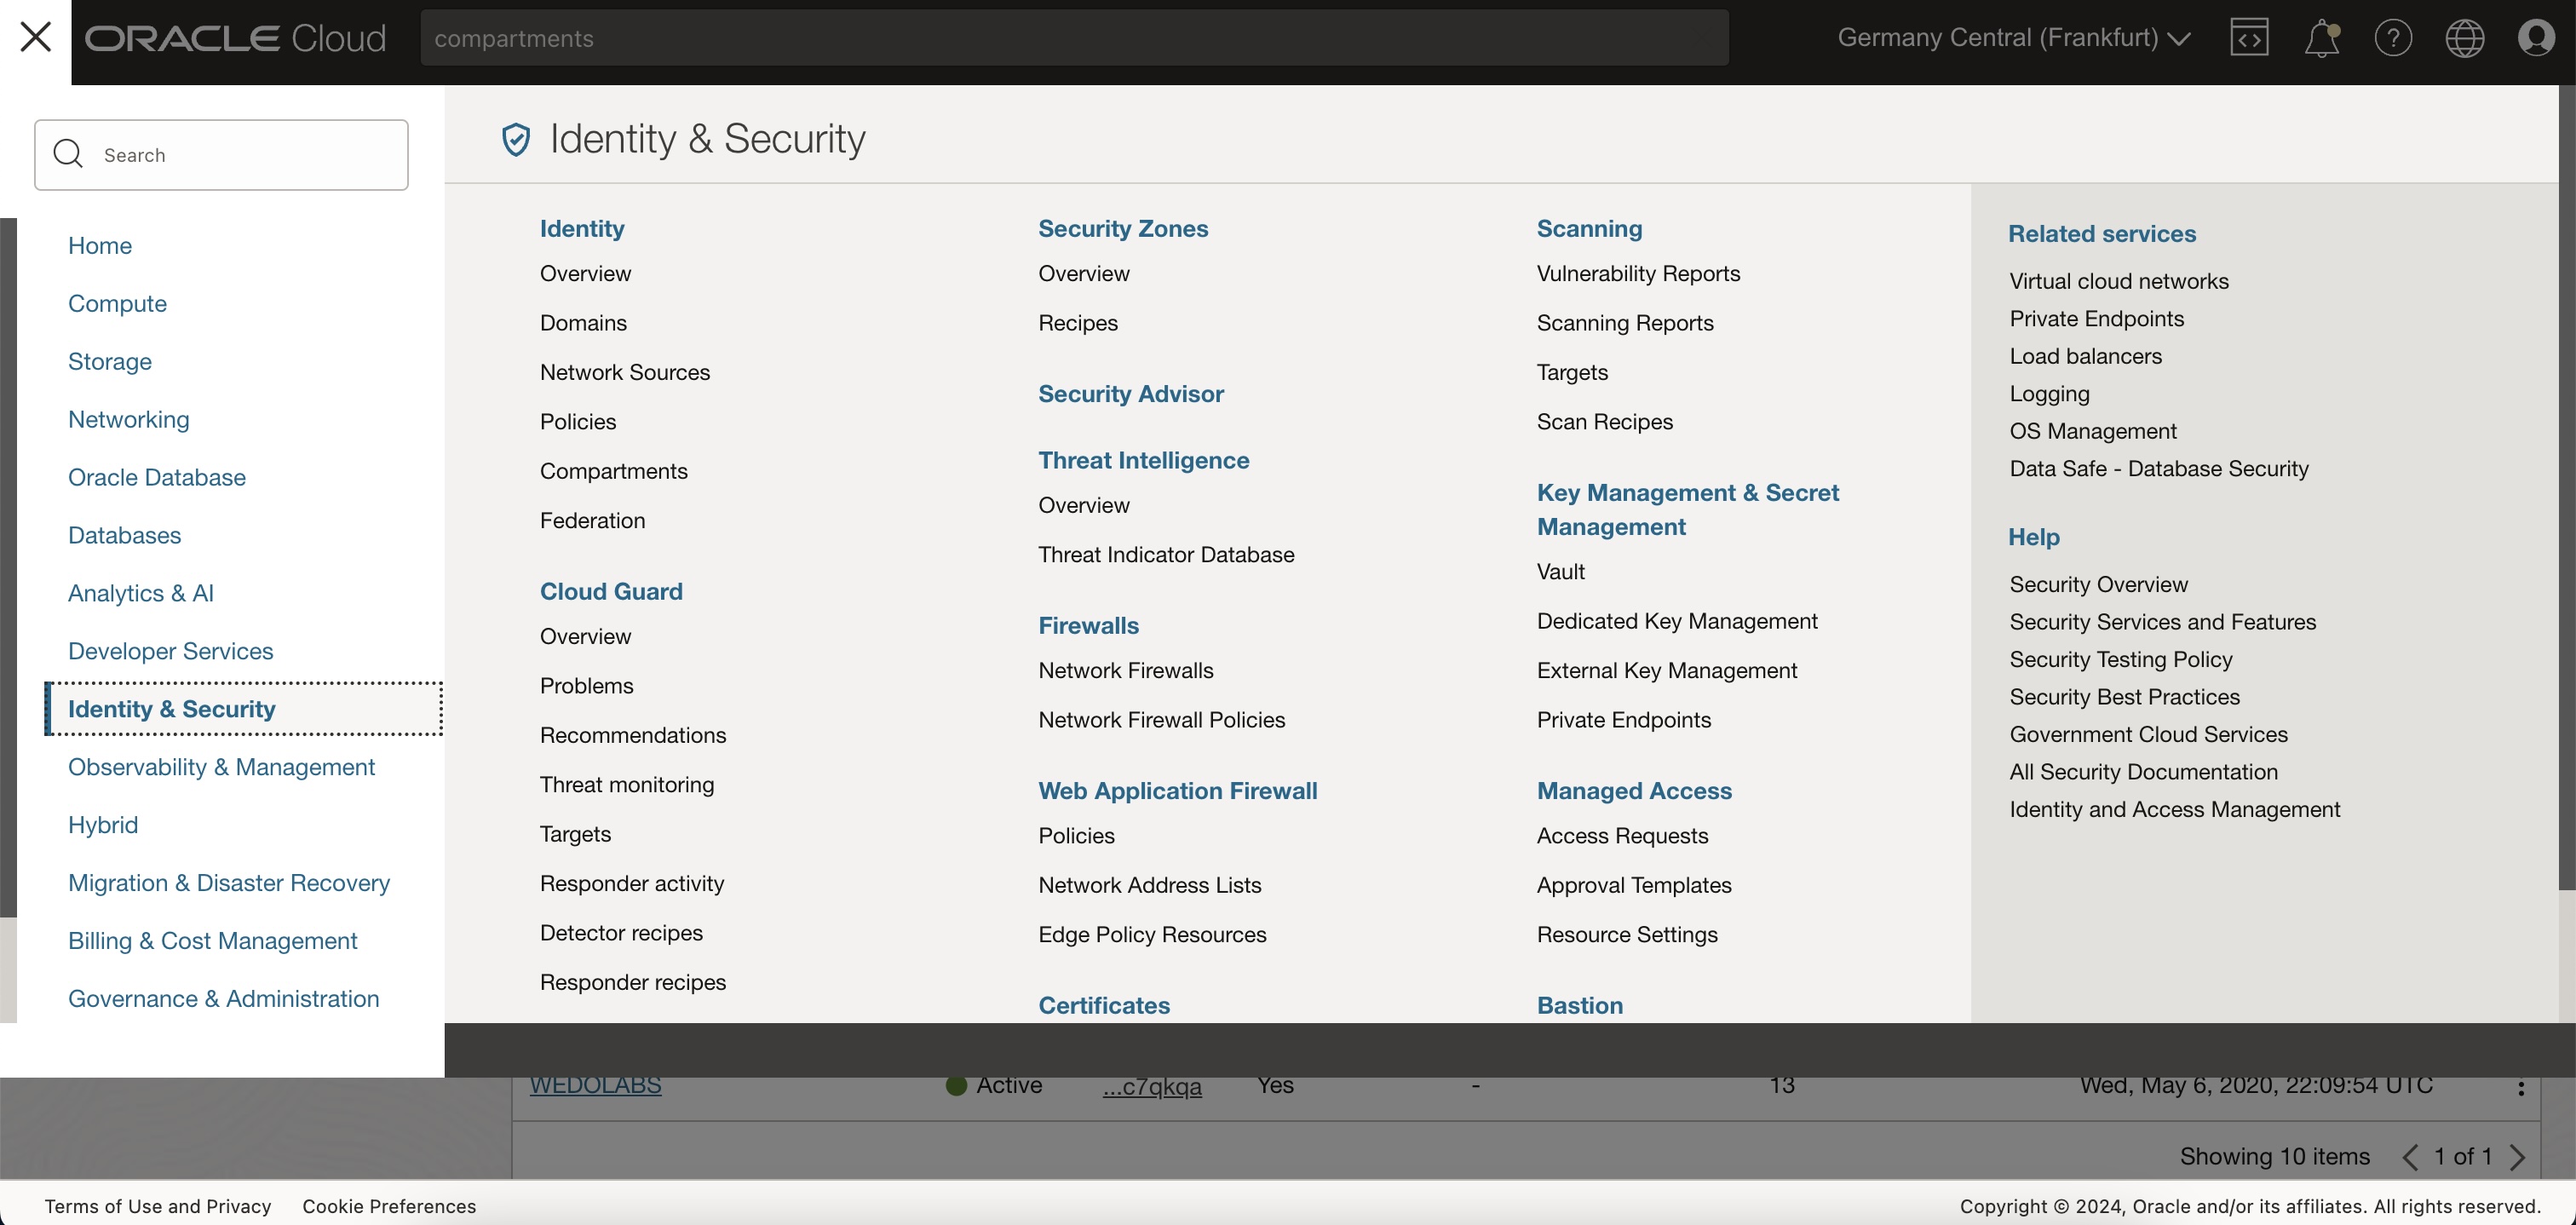 ORACLE Cloud
compartments
Germany Central (Frankfurt)
Search
Home
Compute
Storage
Networking
Oracle Database
Databases
Analytics & AI
Developer Services
Identity & Security
Observability & Management
Hybrid
Migration & Disaster Recovery
Billing & Cost Management
Governance & Administration
Identity & Security
Identity
Overview
Domains
Network Sources
Policies
Compartments
Federation
Cloud Guard
Overview
Problems
Recommendations
Threat monitoring
Targets
Responder activity
Detector recipes
Responder recipes
Security Zones
Overview
Recipes
Security Advisor
Threat Intelligence
Overview
Threat Indicator Database
Firewalls
Network Firewalls
Network Firewall Policies
Web Application Firewall
Policies
Network Address Lists
Edge Policy Resources
Certificates
Scanning
Vulnerability Reports
Scanning Reports
Targets
Scan Recipes
Key Management & Secret
Management
Vault
Dedicated Key Management
External Key Management
Private Endpoints
Managed Access
Access Requests
Approval Templates
Resource Settings
Bastion
Related services
Virtual cloud networks
Private Endpoints
Load balancers
Logging
OS Management
Data Safe - Database Security
Help
Security Overview
Security Services and Features
Security Testing Policy
Security Best Practices
Government Cloud Services
All Security Documentation
Identity and Access Management
WEDOLABS Active ...c7qkqa Yes - 13 Wed, May 6, 2020, 22:09:54 UTC
Showing 10 items 1 of 1
Terms of Use and Privacy Cookie Preferences Copyright © 2024, Oracle and/or its affiliates. All rights reserved.